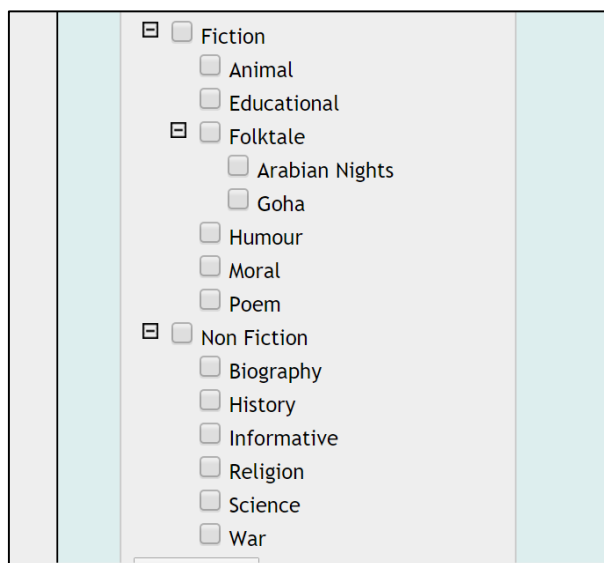 Fiction
Animal
Educational
Folktale
Arabian Nights
Goha
Humour
Moral
Poem
Non Fiction
Biography
History
Informative
Religion
Science
War